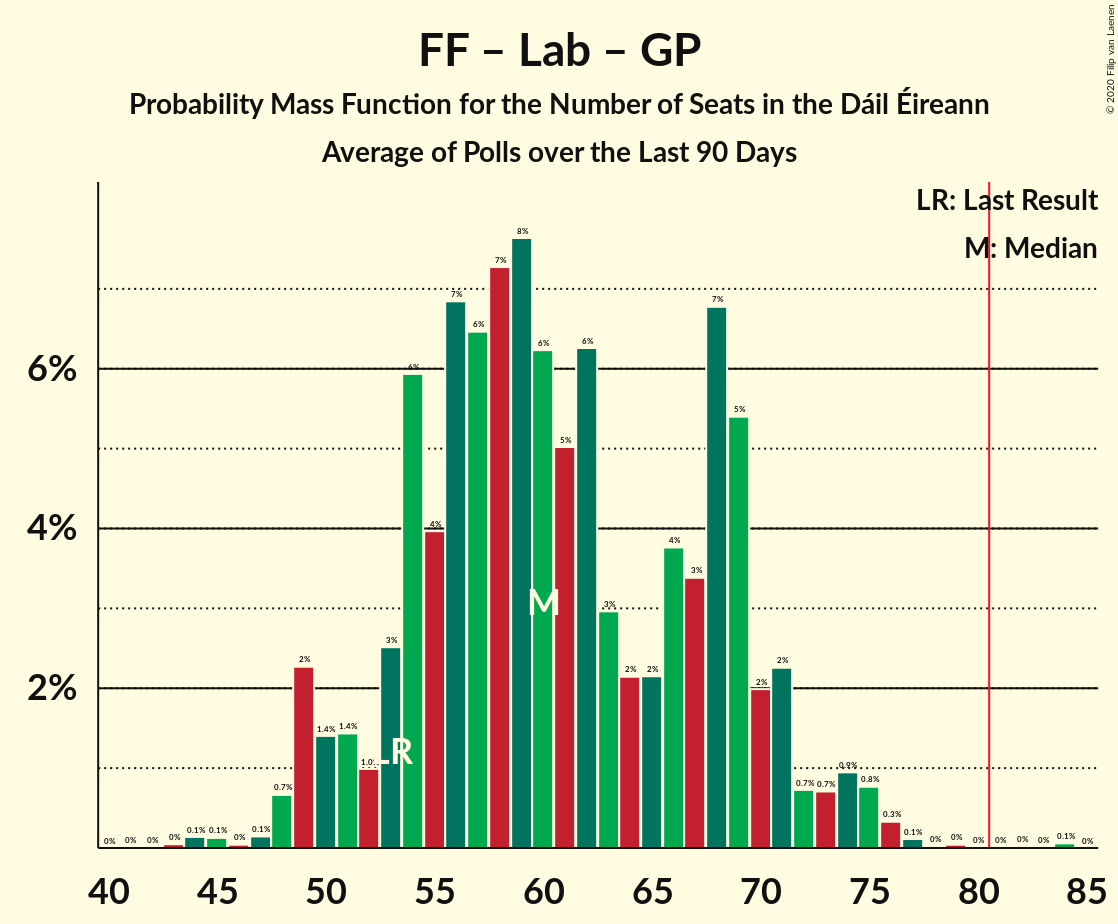 FF – Lab – GP
Probability Mass Function for the Number of Seats in the Dáil Éireann
Average of Polls over the Last 90 Days
© 2020 Filip van Laenen
LR: Last Result
M: Median
6%
4%
2%
0% 0% 0% 0% 0.1% 0.1% 0% 0.1% 0.7% 2% 1.4% 1.4% 1.0% 3% 6% 4% 7% 6% 7% 8% 6% 5% 6% 3% 2% 2% 4% 3% 7% 5% 2% 2% 0.7% 0.7% 0.9% 0.8% 0.3% 0.1% 0% 0% 0% 0% 0% 0% 0.1% 0%
LR
M
40 45 50 55 60 65 70 75 80 85